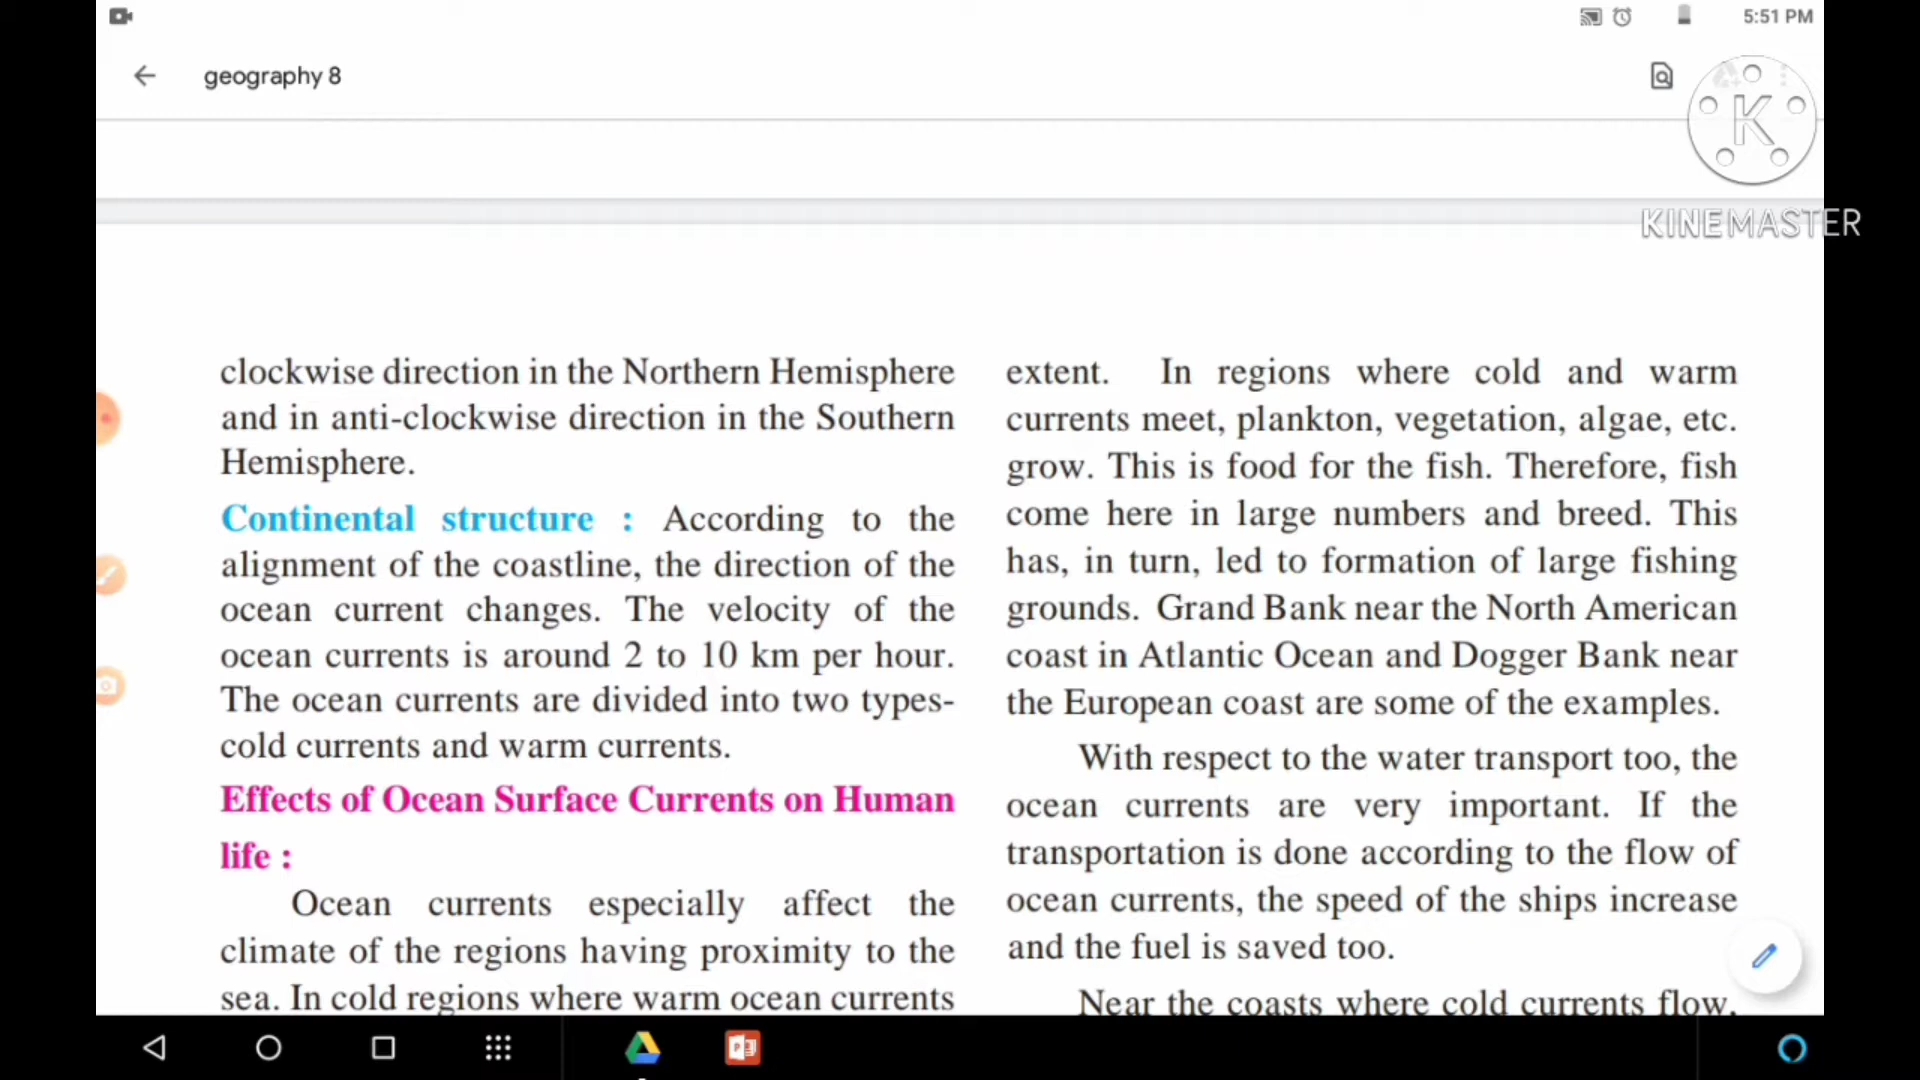 5:51 PM
geography 8
K
KINEMASTER
clockwise direction in the Northern Hemisphere
and in anti-clockwise direction in the Southern
Hemisphere.
Continental structure : According to the
alignment of the coastline, the direction of the
ocean current changes. The velocity of the
ocean currents is around 2 to 10 km per hour.
The ocean currents are divided into two types-
cold currents and warm currents.
Effects of Ocean Surface Currents on Human
life :
Ocean currents especially affect the
climate of the regions having proximity to the
sea. In cold regions where warm ocean currents
extent. In regions where cold and warm
currents meet, plankton, vegetation, algae, etc.
grow. This is food for the fish. Therefore, fish
come here in large numbers and breed. This
has, in turn, led to formation of large fishing
grounds. Grand Bank near the North American
coast in Atlantic Ocean and Dogger Bank near
the European coast are some of the examples.
With respect to the water transport too, the
ocean currents are very important. If the
transportation is done according to the flow of
ocean currents, the speed of the ships increase
and the fuel is saved too.
Near the coasts where cold currents flow,